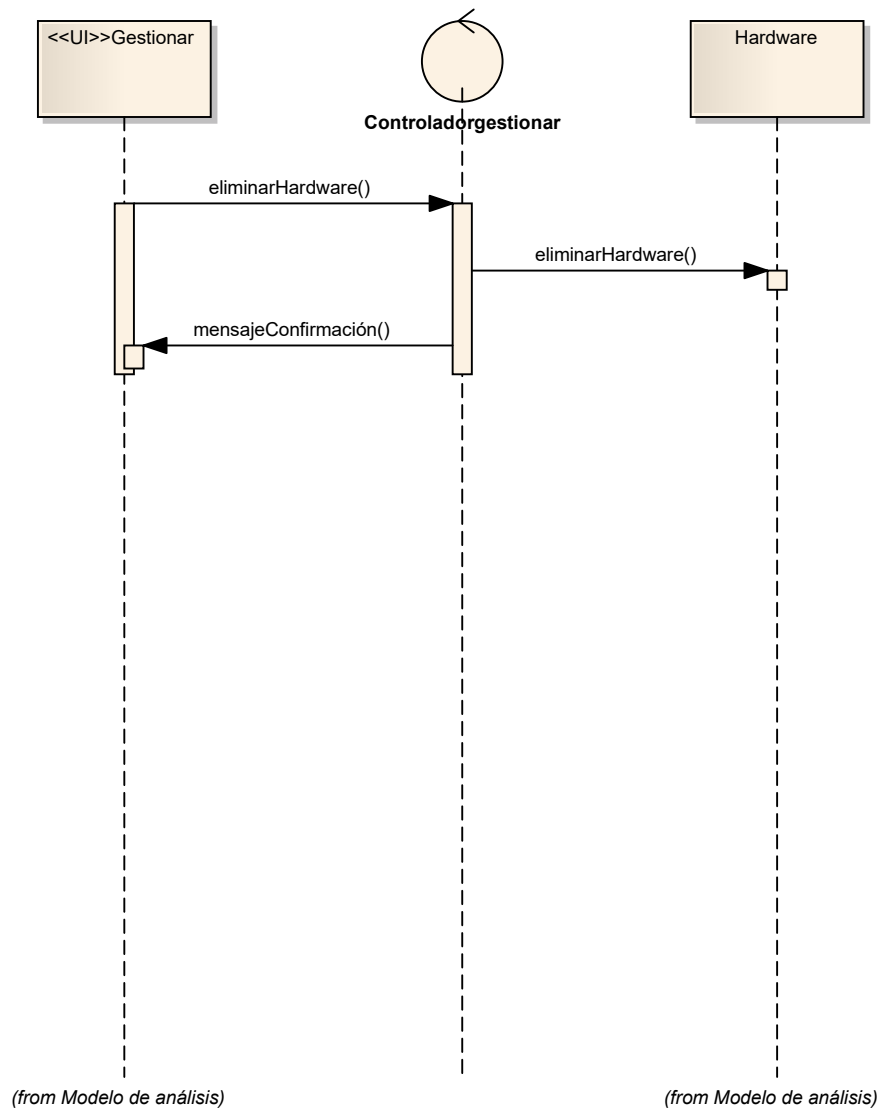 <<UI>>Gestionar
Hardware
Controladorgestionar
eliminarHardware()
eliminarHardware()
mensajeConfirmación()
(from Modelo de análisis)
(from Modelo de análisis)